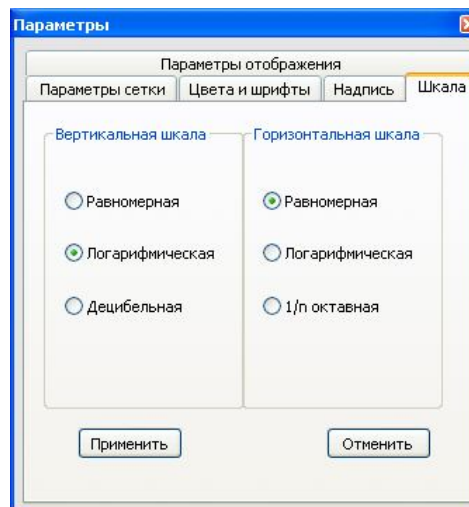 Параметры
Параметры отображения
Параметры сетки Цвета и шрифты Надпись Шкала
Вертикальная шкала Горизонтальная шкала
Равномерная Равномерная
Логарифмическая Логарифмическая
Децибельная 1/n октавная
Применить Отменить